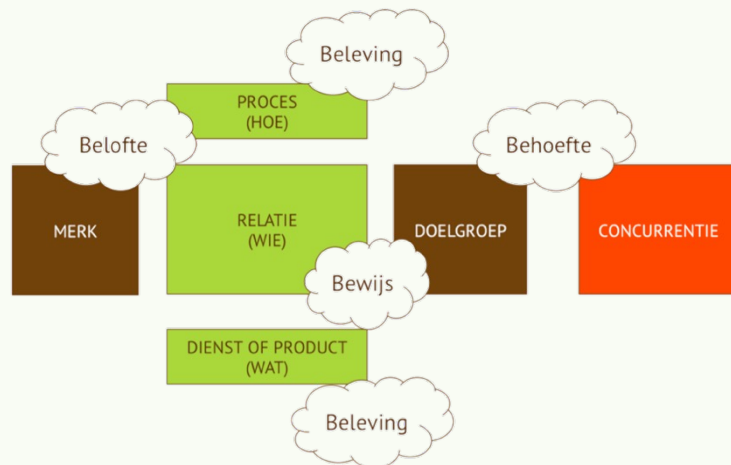 Beleving
PROCES
(HOE)
Belofte
Behoefte
MERK
RELATIE
(WIE)
DOELGROEP
CONCURRENTIE
Bewijs
DIENST OF PRODUCT
(WAT)
Beleving